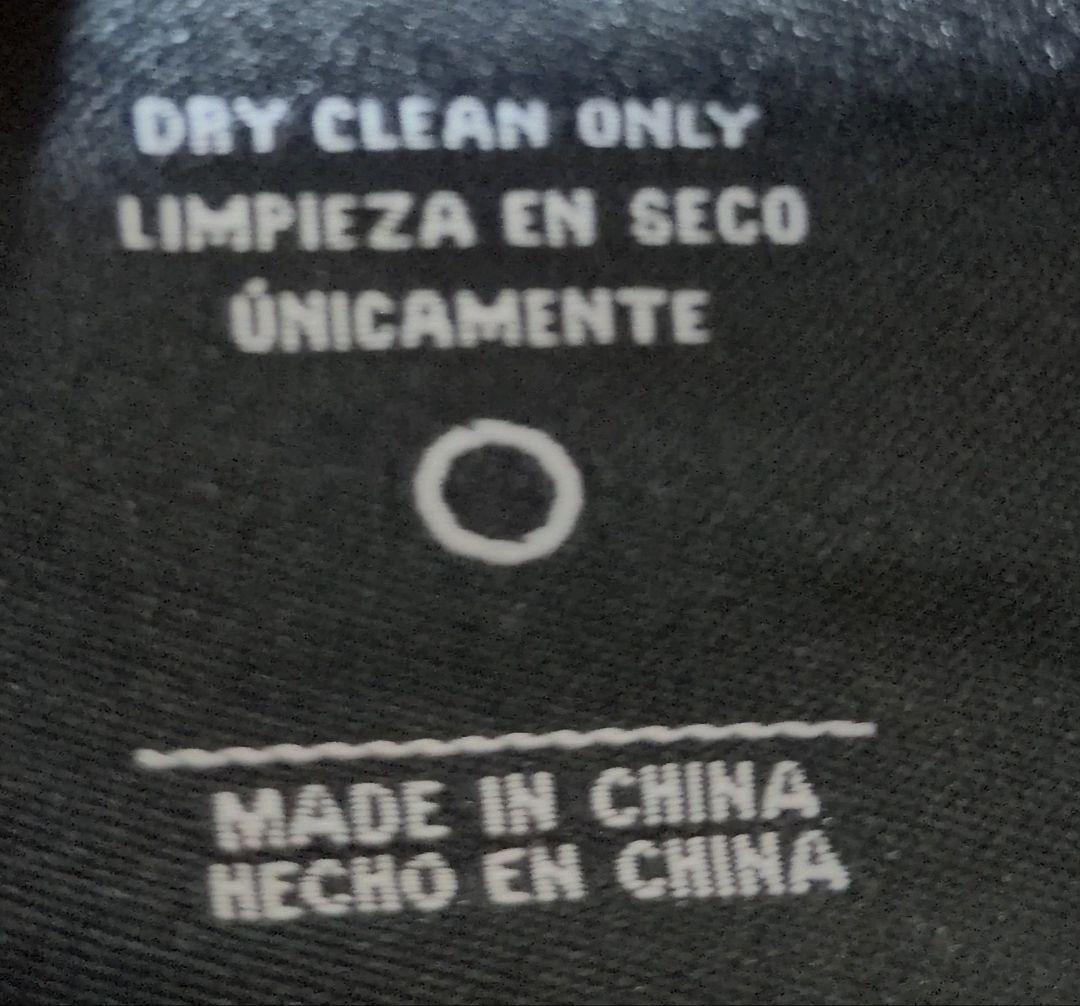 DRY CLEAN ONLY
LIMPIEZA EN SECO
ÚNICAMENTE
MADE IN CHINA
HECHO EN CHINA